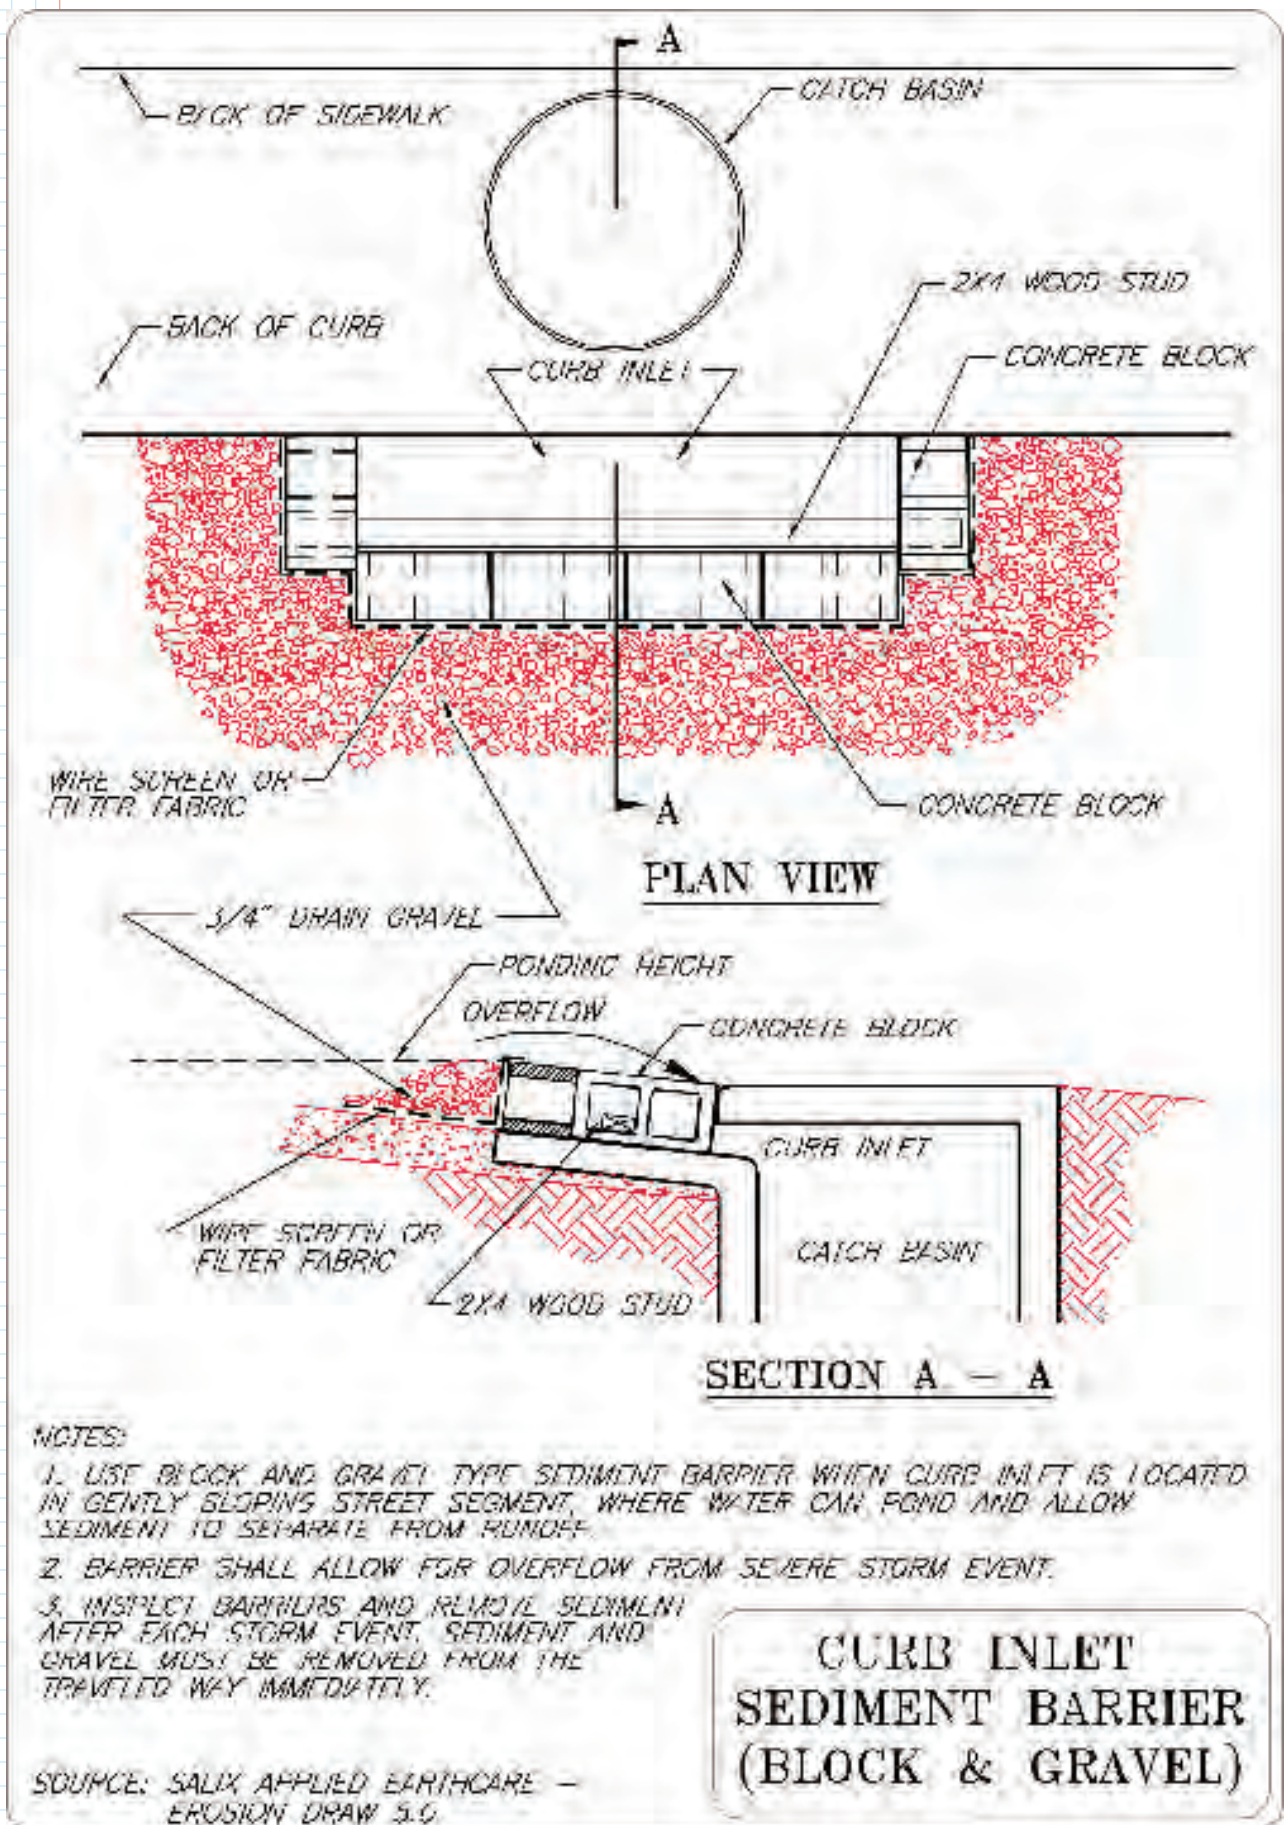 A
BACK OF SIDEWALK
CATCH BASIN
2X4 WOOD STUD
BACK OF CURB
CONCRETE BLOCK
CURB INLET
WIRE SCREEN OR
FILTER FABRIC
A
CONCRETE BLOCK
PLAN VIEW
3/4" DRAIN GRAVEL
PONDING HEIGHT
OVERFLOW
CONCRETE BLOCK
CURB INLET
WIRE SCREEN OR
FILTER FABRIC
CATCH BASIN
2X4 WOOD STUD
SECTION A - A
NOTES:
1. USE BLOCK AND GRAVEL TYPE SEDIMENT BARRIER WHEN CURB INLET IS LOCATED
IN GENTLY SLOPING STREET SEGMENT, WHERE WATER CAN POND AND ALLOW
SEDIMENT TO SEPARATE FROM RUNOFF.
2. BARRIER SHALL ALLOW FOR OVERFLOW FROM SEVERE STORM EVENT.
3. INSPECT BARRIERS AND REMOVE SEDIMENT
AFTER EACH STORM EVENT. SEDIMENT AND
GRAVEL MUST BE REMOVED FROM THE
TRAVELED WAY IMMEDIATELY.
CURB INLET
SEDIMENT BARRIER
(BLOCK & GRAVEL)
SOURCE: SALIX APPLIED EARTHCARE -
EROSION DRAW 5.0